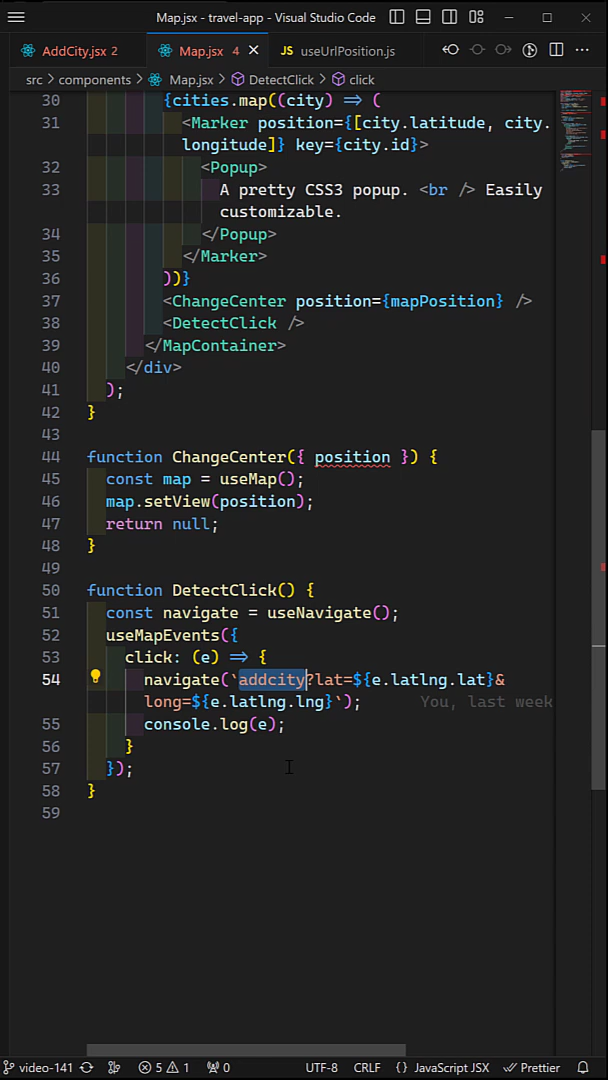 Map.jsx - travel-app - Visual Studio Code
AddCity.jsx 2
Map.jsx 4
JS useUrlPosition.js
src > components > Map.jsx > DetectClick > click
30 {cities.map((city) => (
31 <Marker position={[city.latitude, city.
longitude]} key={city.id}>
32 <Popup>
33 A pretty CSS3 popup. <br /> Easily
customizable.
34 </Popup>
35 </Marker>
36 ))}
37 <ChangeCenter position={mapPosition} />
38 <DetectClick />
39 </MapContainer>
40 </div>
41 );
42 }
43
44 function ChangeCenter({ position }) {
45 const map = useMap();
46 map.setView(position);
47 return null;
48 }
49
50 function DetectClick() {
51 const navigate = useNavigate();
52 useMapEvents({
53 click: (e) => {
54 navigate(`addcity?lat=${e.latlng.lat}&
long=${e.latlng.lng}`); You, last week
55 console.log(e);
56 }
57 });
58 }
59
video-141 5 1 0 UTF-8 CRLF {} JavaScript JSX Prettier